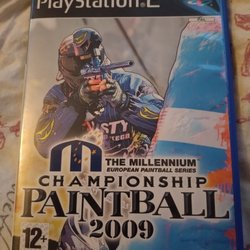 PlayStation 2
THE MILLENNIUM
EUROPEAN PAINTBALL SERIES
CHAMPIONSHIP
PAINTBALL
2009
12+